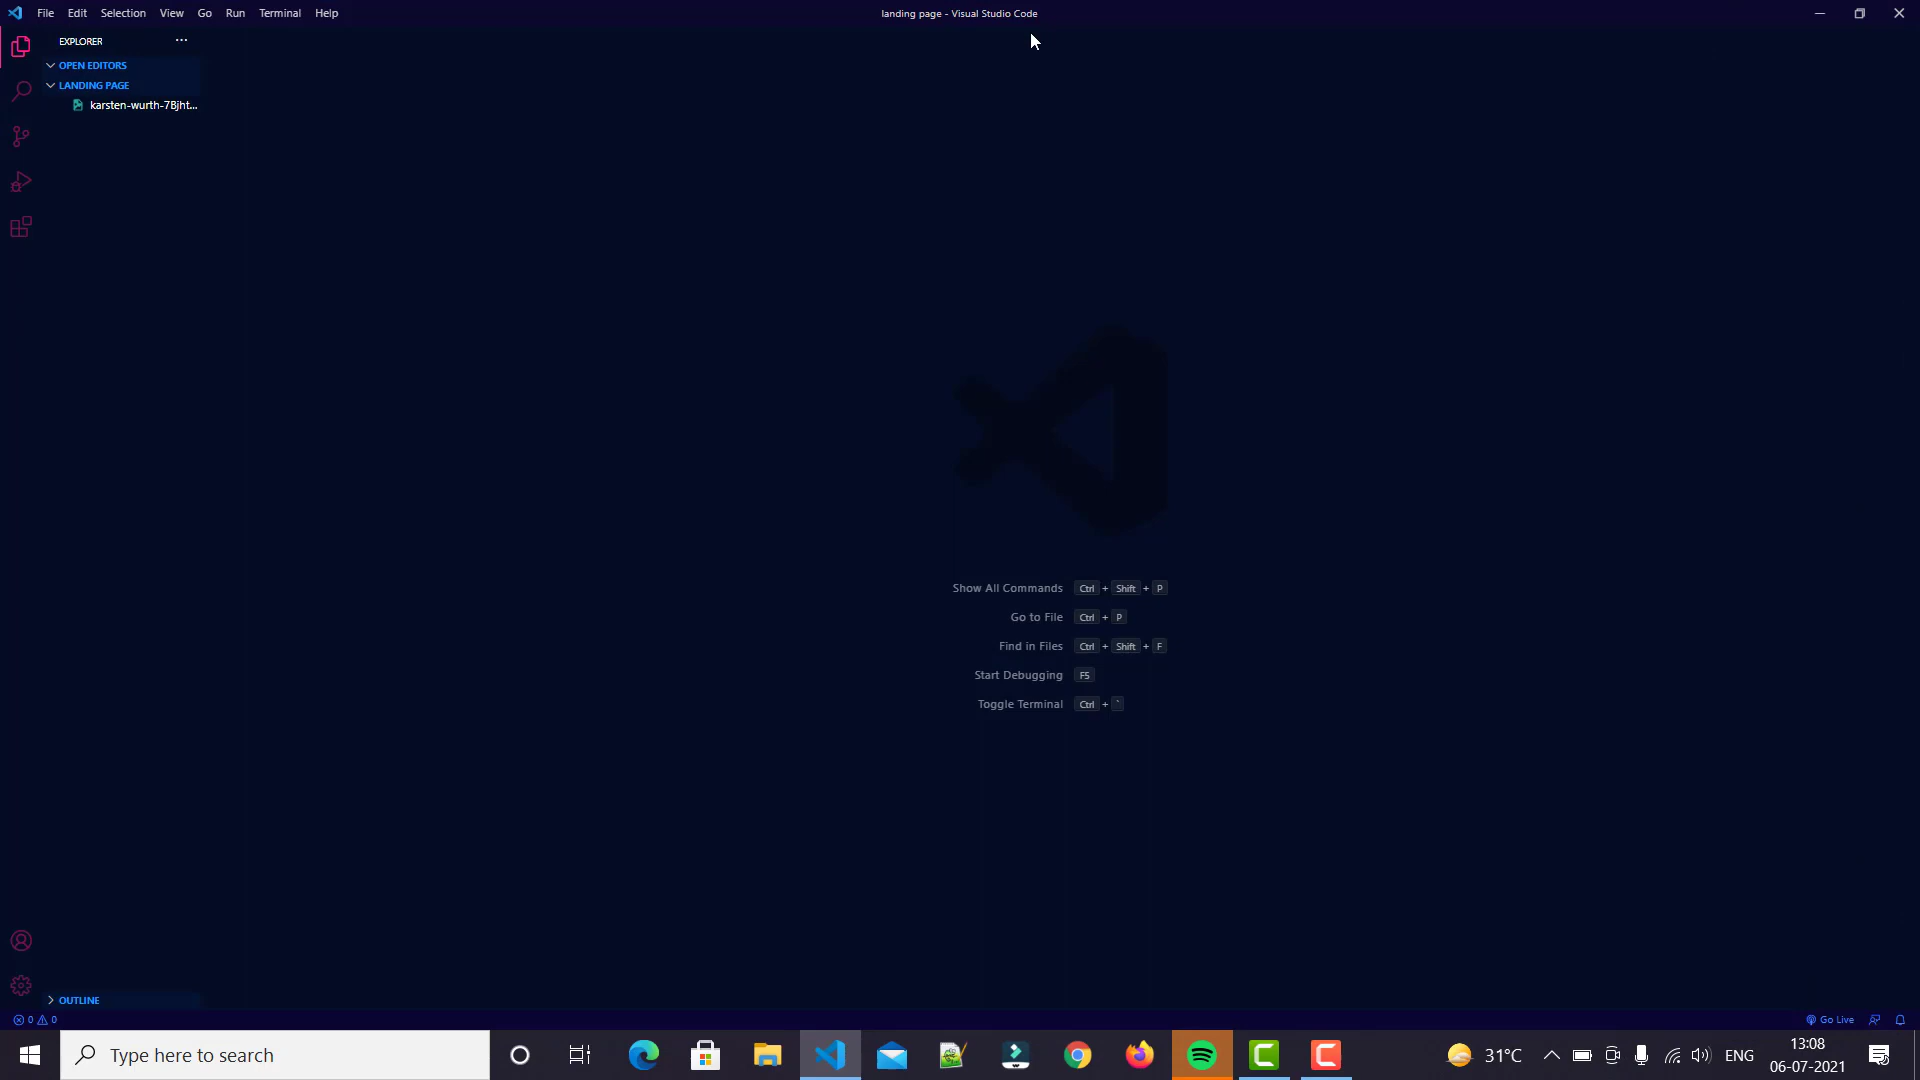 File Edit Selection View Go Run Terminal Help
landing page - Visual Studio Code
EXPLORER
OPEN EDITORS
LANDING PAGE
karsten-wurth-7Bjht...
Show All Commands Ctrl + Shift + P
Go to File Ctrl + P
Find in Files Ctrl + Shift + F
Start Debugging F5
Toggle Terminal Ctrl + `
OUTLINE
0 0
Go Live
Type here to search
31°C
ENG
13:08
06-07-2021